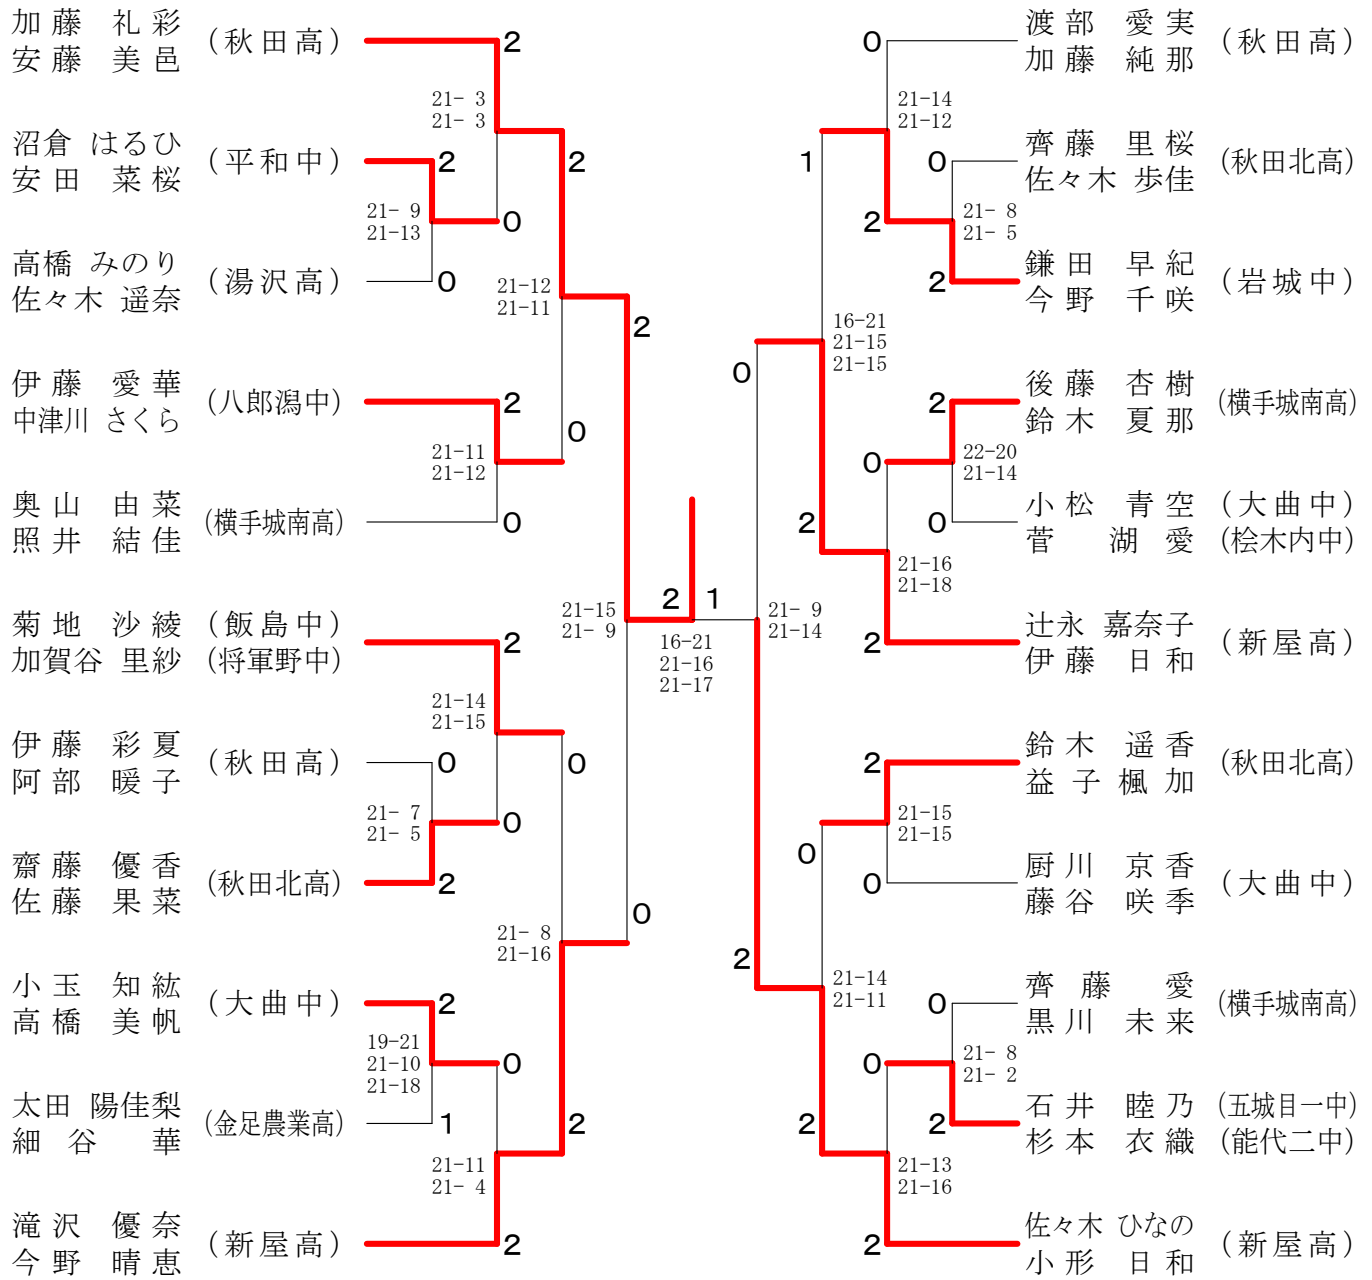 加藤 礼彩
安藤 美邑
(秋田高)
2
21- 3
21- 3
沼倉 はるひ
安田 菜桜
(平和中)
2
2
21- 9
21-13
0
高橋 みのり
佐々木 遥奈
(湯沢高)
0
21-12
21-11
2
伊藤 愛華
中津川 さくら
(八郎潟中)
2
0
21-11
21-12
奥山 由菜
照井 結佳
(横手城南高)
0
菊地 沙綾
加賀谷 里紗
(飯島中)
(将軍野中)
2
21-15
21- 9
21-14
21-15
伊藤 彩夏
阿部 暖子
(秋田高)
0
0
21- 7
21- 5
0
齋藤 優香
佐藤 果菜
(秋田北高)
2
0
21- 8
21-16
小玉 知紘
高橋 美帆
(大曲中)
2
19-21
21-10
21-18
0
太田 陽佳梨
細谷 華
(金足農業高)
1
2
21-11
21- 4
滝沢 優奈
今野 晴恵
(新屋高)
2
2
1
16-21
21-16
21-17
0
渡部 愛実
加藤 純那
(秋田高)
21-14
21-12
1
0
齊藤 里桜
佐々木 歩佳
(秋田北高)
2
21- 8
21- 5
2
鎌田 早紀
今野 千咲
(岩城中)
16-21
21-15
21-15
0
2
後藤 杏樹
鈴木 夏那
(横手城南高)
0
22-20
21-14
2
0
小松 青空
菅 湖愛
(大曲中)
(桧木内中)
21-16
21-18
21- 9
21-14
2
辻永 嘉奈子
伊藤 日和
(新屋高)
2
鈴木 遥香
益子楓加
(秋田北高)
21-15
21-15
0
0
厨川 京香
藤谷 咲季
(大曲中)
2
21-14
21-11
0
齊藤 愛
黒川 未来
(横手城南高)
0
21- 8
21- 2
2
2
石井 睦乃
杉本 衣織
(五城目一中)
(能代二中)
21-13
21-16
2
佐々木 ひなの
小形 日和
(新屋高)